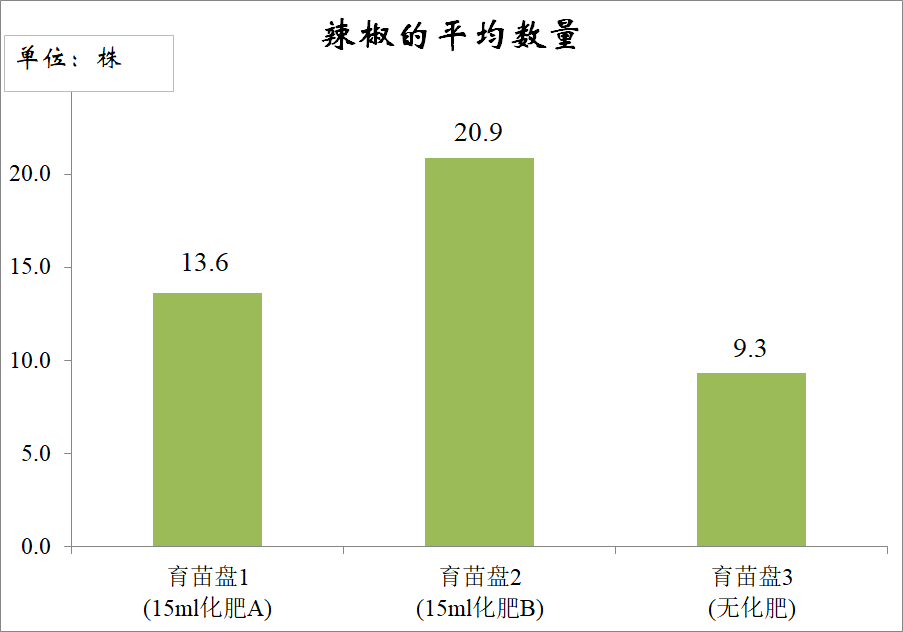 辣椒的平均数量
单位：株
20.9
20.0
13.6
15.0
9.3
10.0
5.0
0.0
育苗盘1
(15ml化肥A)
育苗盘2
(15ml化肥B)
育苗盘3
(无化肥)